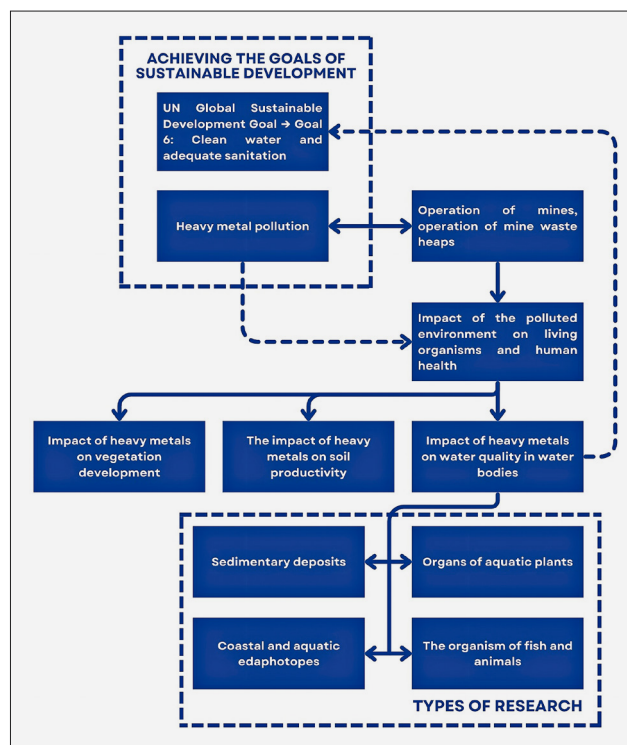 ACHIEVING THE GOALS OF
SUSTAINABLE DEVELOPMENT
UN Global Sustainable
Development Goal → Goal
6: Clean water and
adequate sanitation
Heavy metal pollution
Operation of mines,
operation of mine waste
heaps
Impact of the polluted
environment on living
organisms and human
health
Impact of heavy metals
on vegetation
development
The impact of heavy
metals on soil
productivity
Impact of heavy metals
on water quality in water
bodies
Sedimentary deposits
Organs of aquatic plants
Coastal and aquatic
edaphotopes
The organism of fish and
animals
TYPES OF RESEARCH